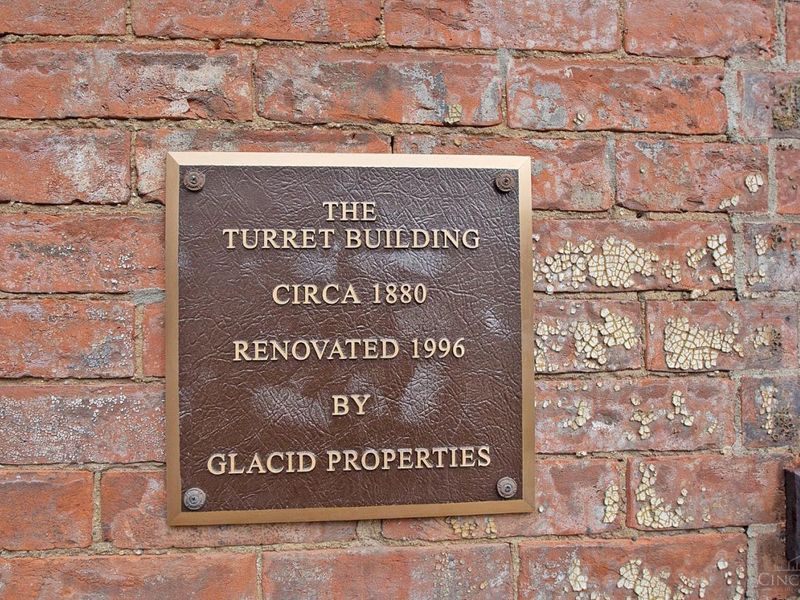 THE
TURRET BUILDING
CIRCA 1880
RENOVATED 1996
BY
GLACID PROPERTIES